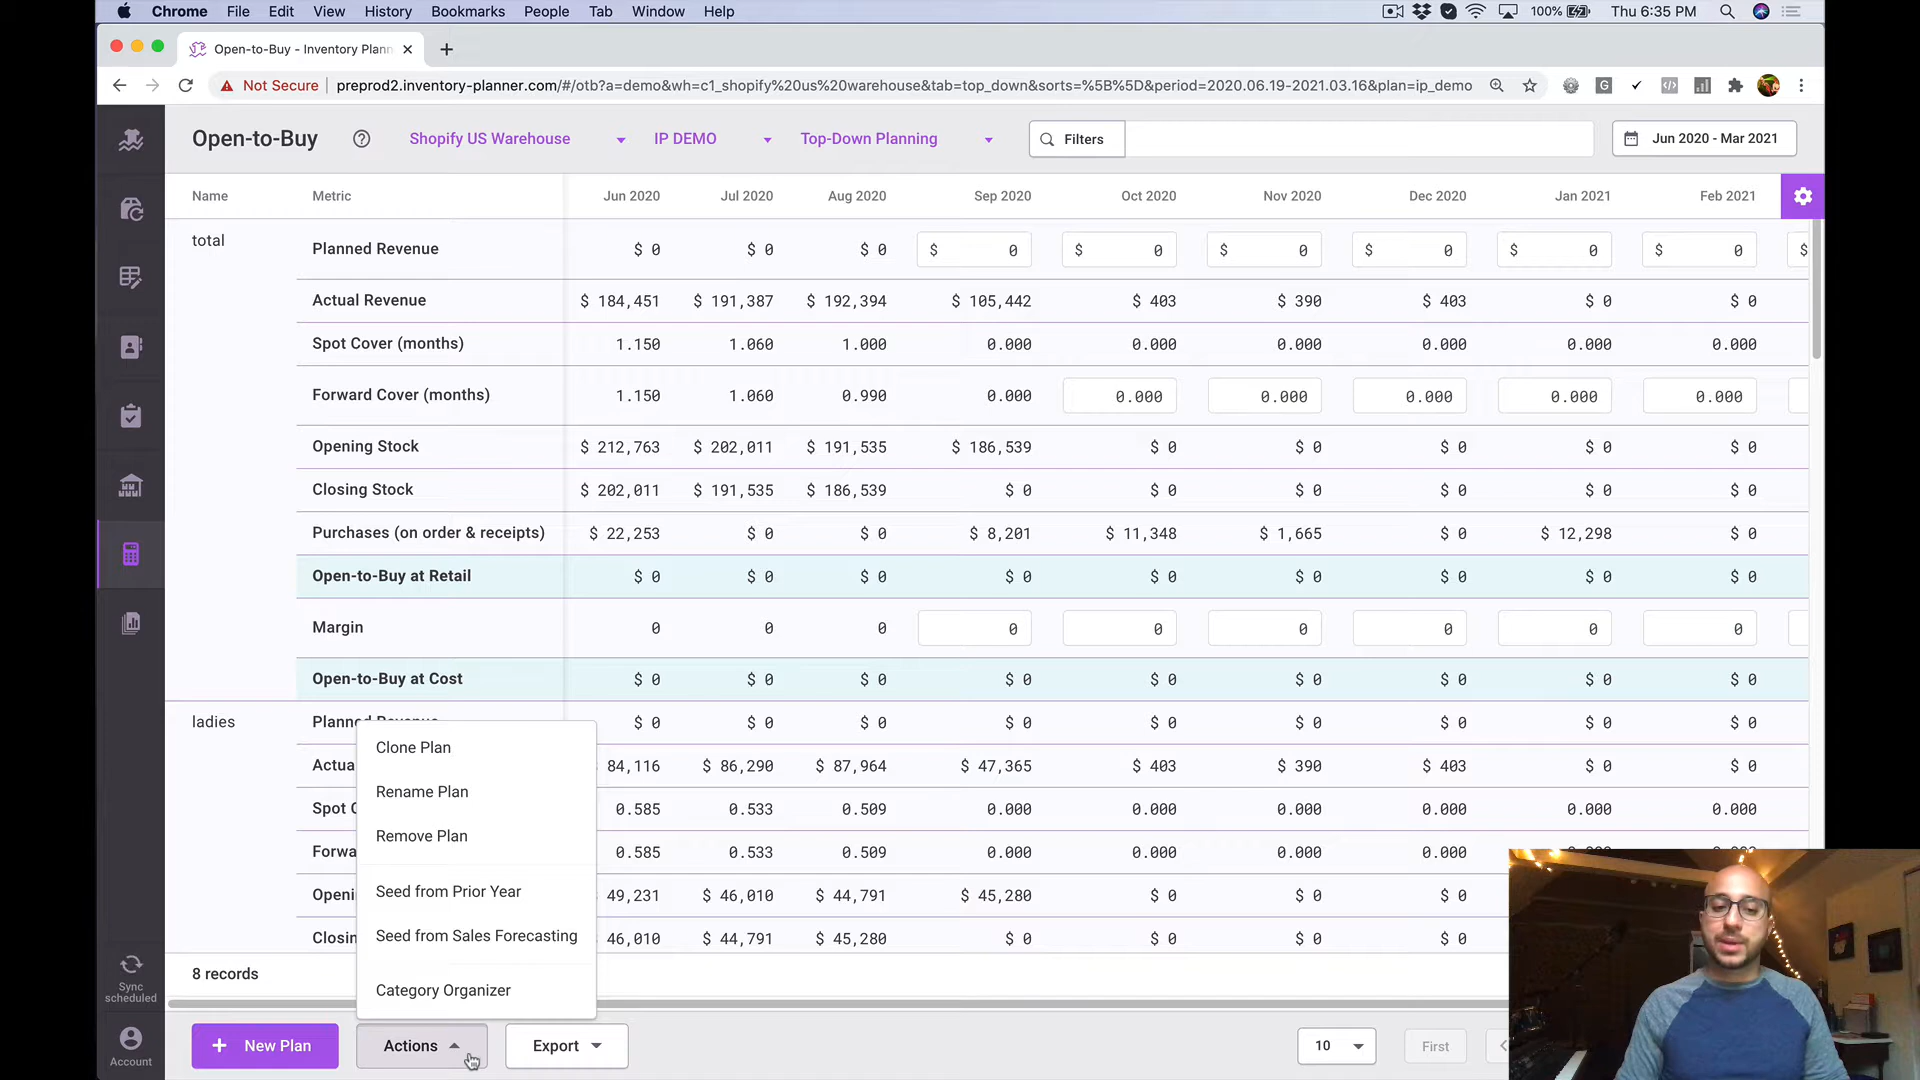 Chrome File Edit View History Bookmarks People Tab Window Help 100% Thu 6:35 PM
Open-to-Buy - Inventory Plann
Not Secure preprod2.inventory-planner.com/#/otb?a=demo&wh=c1_shopify%20us%20warehouse&tab=top_down&sorts=%5B%5D&period=2020.06.19-2021.03.16&plan=ip_demo
Open-to-Buy ? Shopify US Warehouse IP DEMO Top-Down Planning Filters Jun 2020 - Mar 2021
Name Metric Jun 2020 Jul 2020 Aug 2020 Sep 2020 Oct 2020 Nov 2020 Dec 2020 Jan 2021 Feb 2021
total Planned Revenue $ 0 $ 0 $ 0 $ 0 $ 0 $ 0 $ 0 $ 0 $ 0 $
Actual Revenue $ 184,451 $ 191,387 $ 192,394 $ 105,442 $ 403 $ 390 $ 403 $ 0 $ 0
Spot Cover (months) 1.150 1.060 1.000 0.000 0.000 0.000 0.000 0.000 0.000
Forward Cover (months) 1.150 1.060 0.990 0.000 0.000 0.000 0.000 0.000 0.000
Opening Stock $ 212,763 $ 202,011 $ 191,535 $ 186,539 $ 0 $ 0 $ 0 $ 0 $ 0
Closing Stock $ 202,011 $ 191,535 $ 186,539 $ 0 $ 0 $ 0 $ 0 $ 0 $ 0
Purchases (on order & receipts) $ 22,253 $ 0 $ 0 $ 8,201 $ 11,348 $ 1,665 $ 0 $ 12,298 $ 0
Open-to-Buy at Retail $ 0 $ 0 $ 0 $ 0 $ 0 $ 0 $ 0 $ 0 $ 0
Margin 0 0 0 0 0 0 0 0 0
Open-to-Buy at Cost $ 0 $ 0 $ 0 $ 0 $ 0 $ 0 $ 0 $ 0 $ 0
ladies Planned Revenue $ 0 $ 0 $ 0 $ 0 $ 0 $ 0 $ 0 $ 0 $ 0
Actua 84,116 $ 86,290 $ 87,964 $ 47,365 $ 403 $ 390 $ 403 $ 0 $ 0
Spot C 0.585 0.533 0.509 0.000 0.000 0.000 0.000 0.000 0.000
Forwa 0.585 0.533 0.509 0.000 0.000 0.000 0.000
Openi 49,231 $ 46,010 $ 44,791 $ 45,280 $ 0 $ 0 $ 0
Closin 46,010 $ 44,791 $ 45,280 $ 0 $ 0 $ 0 $ 0
Clone Plan
Rename Plan
Remove Plan
Seed from Prior Year
Seed from Sales Forecasting
Category Organizer
8 records
Sync scheduled
Account
+ New Plan Actions Export 10 First